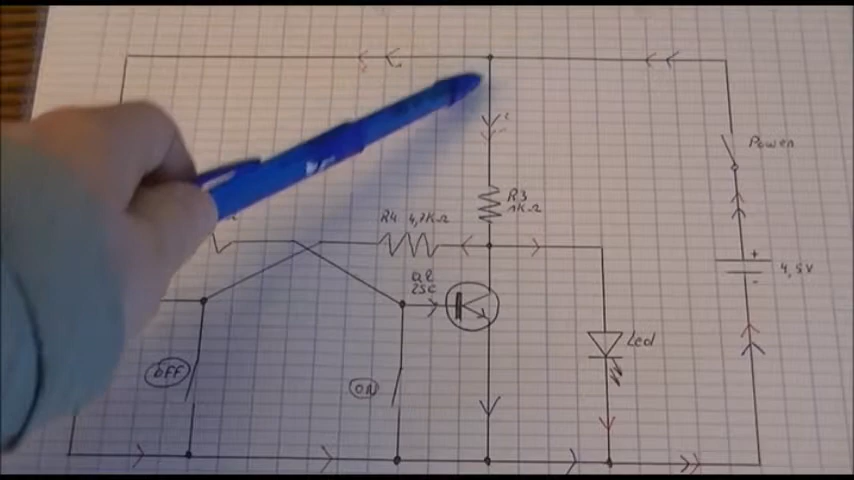 Power
R3
1KΩ
R4 4,7KΩ
Q2
2SC
+
4,5V
-
Led
OFF
ON